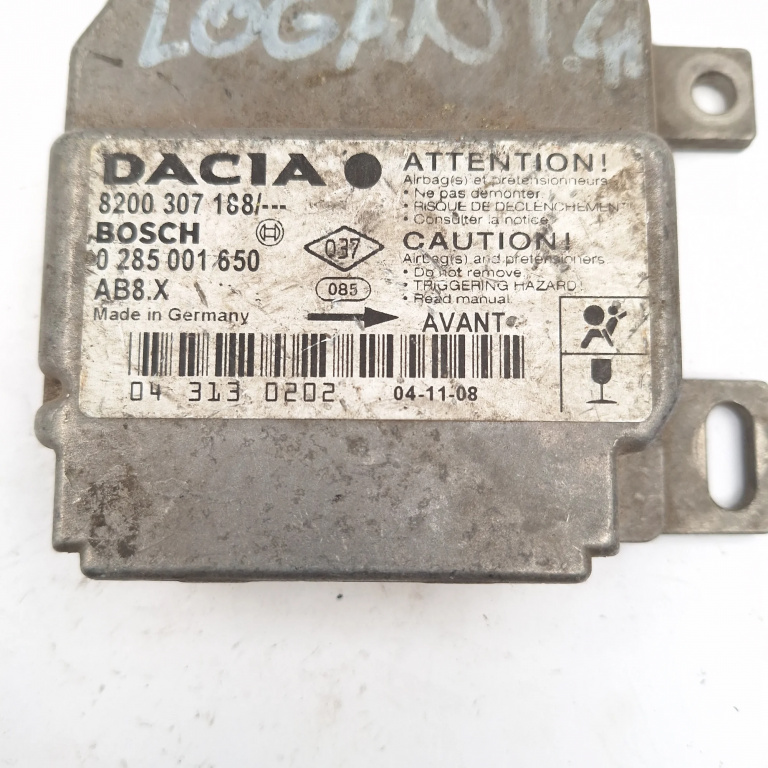 LOGAN 1.4
DACIA
8200 307 188/---
BOSCH
0 285 001 650
AB8.X
Made in Germany
037
085
ATTENTION!
Airbag(s) et prétensionneurs
• Ne pas démonter
• RISQUE DE DECLENCHEMENT
• Consulter la notice
CAUTION!
Airbag(s) and pretensioners
• Do not remove
• TRIGGERING HAZARD!
• Read manual
AVANT
04 313 0202
04-11-08